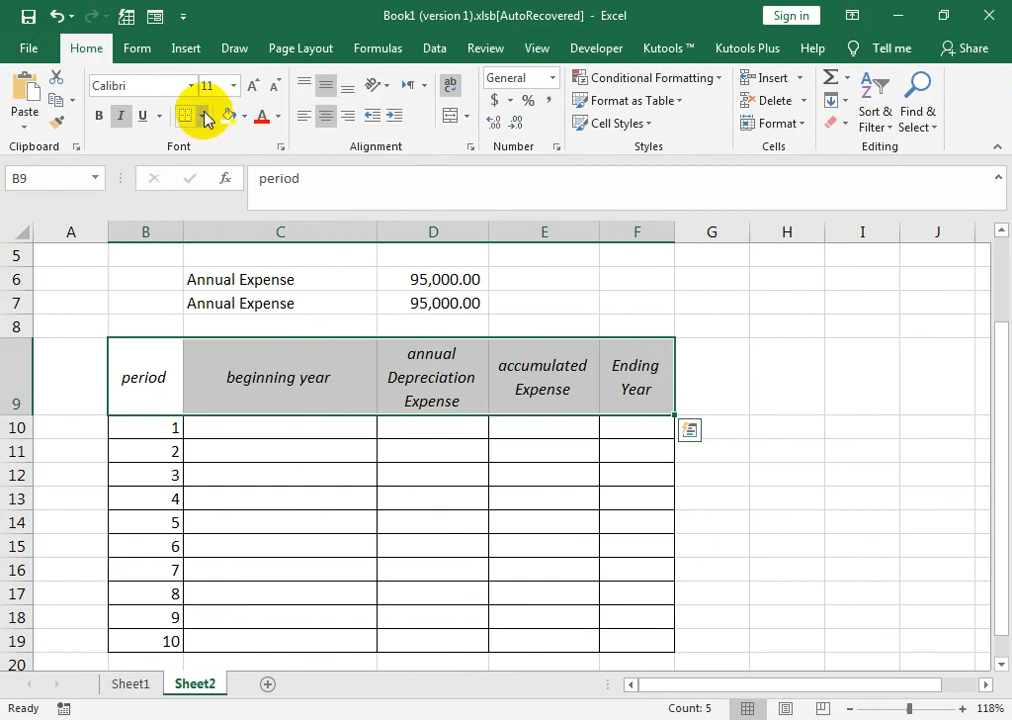 Book1 (version 1).xlsb[AutoRecovered] - Excel
Sign in
File Home Form Insert Draw Page Layout Formulas Data Review View Developer Kutools ™ Kutools Plus Help Tell me Share
Paste
Calibri 11
B I U A
General
$ % ,
Conditional Formatting
Format as Table
Cell Styles
Insert
Delete
Format
Sort & Filter
Find & Select
Clipboard Font Alignment Number Styles Cells Editing
B9 fx period
A B C D E F G H I J
5
6 Annual Expense 95,000.00
7 Annual Expense 95,000.00
8
9 period beginning year annual Depreciation Expense accumulated Expense Ending Year
10 1
11 2
12 3
13 4
14 5
15 6
16 7
17 8
18 9
19 10
20
Sheet1 Sheet2
Ready Count: 5 118%